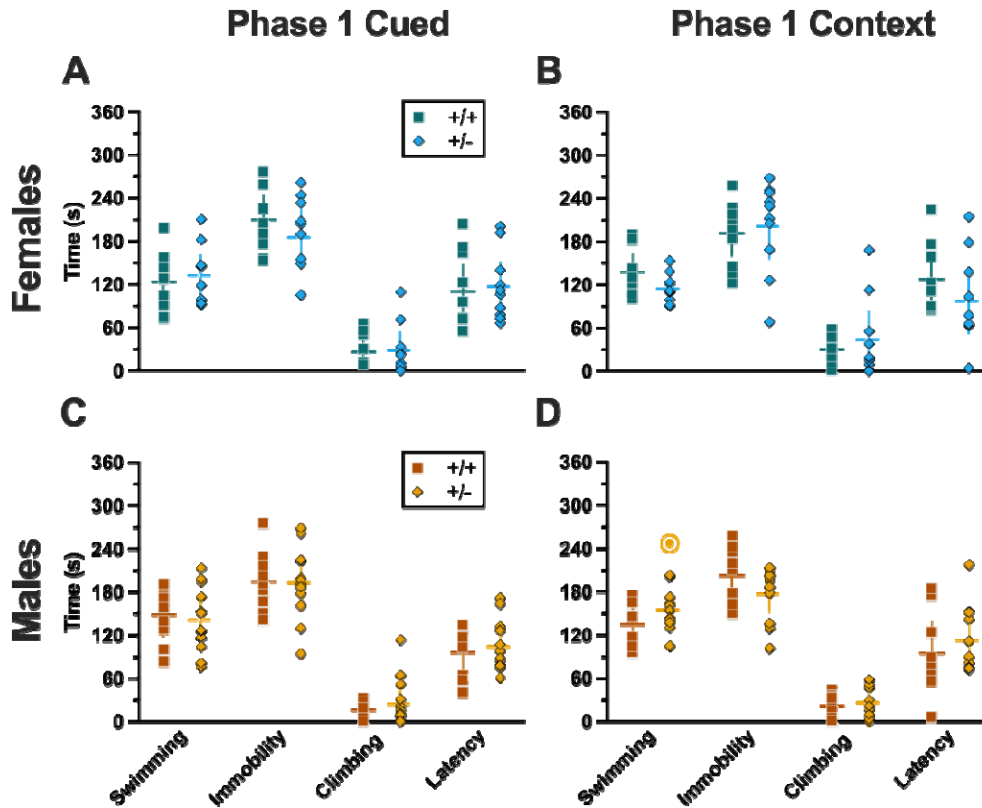 Phase 1 Cued
Phase 1 Context
A
B
Females
Time (s)
360
300
240
180
120
60
0
+/+
+/-
360
300
240
180
120
60
0
C
D
Males
Time (s)
360
300
240
180
120
60
0
+/+
+/-
360
300
240
180
120
60
0
Swimming
Immobility
Climbing
Latency
Swimming
Immobility
Climbing
Latency